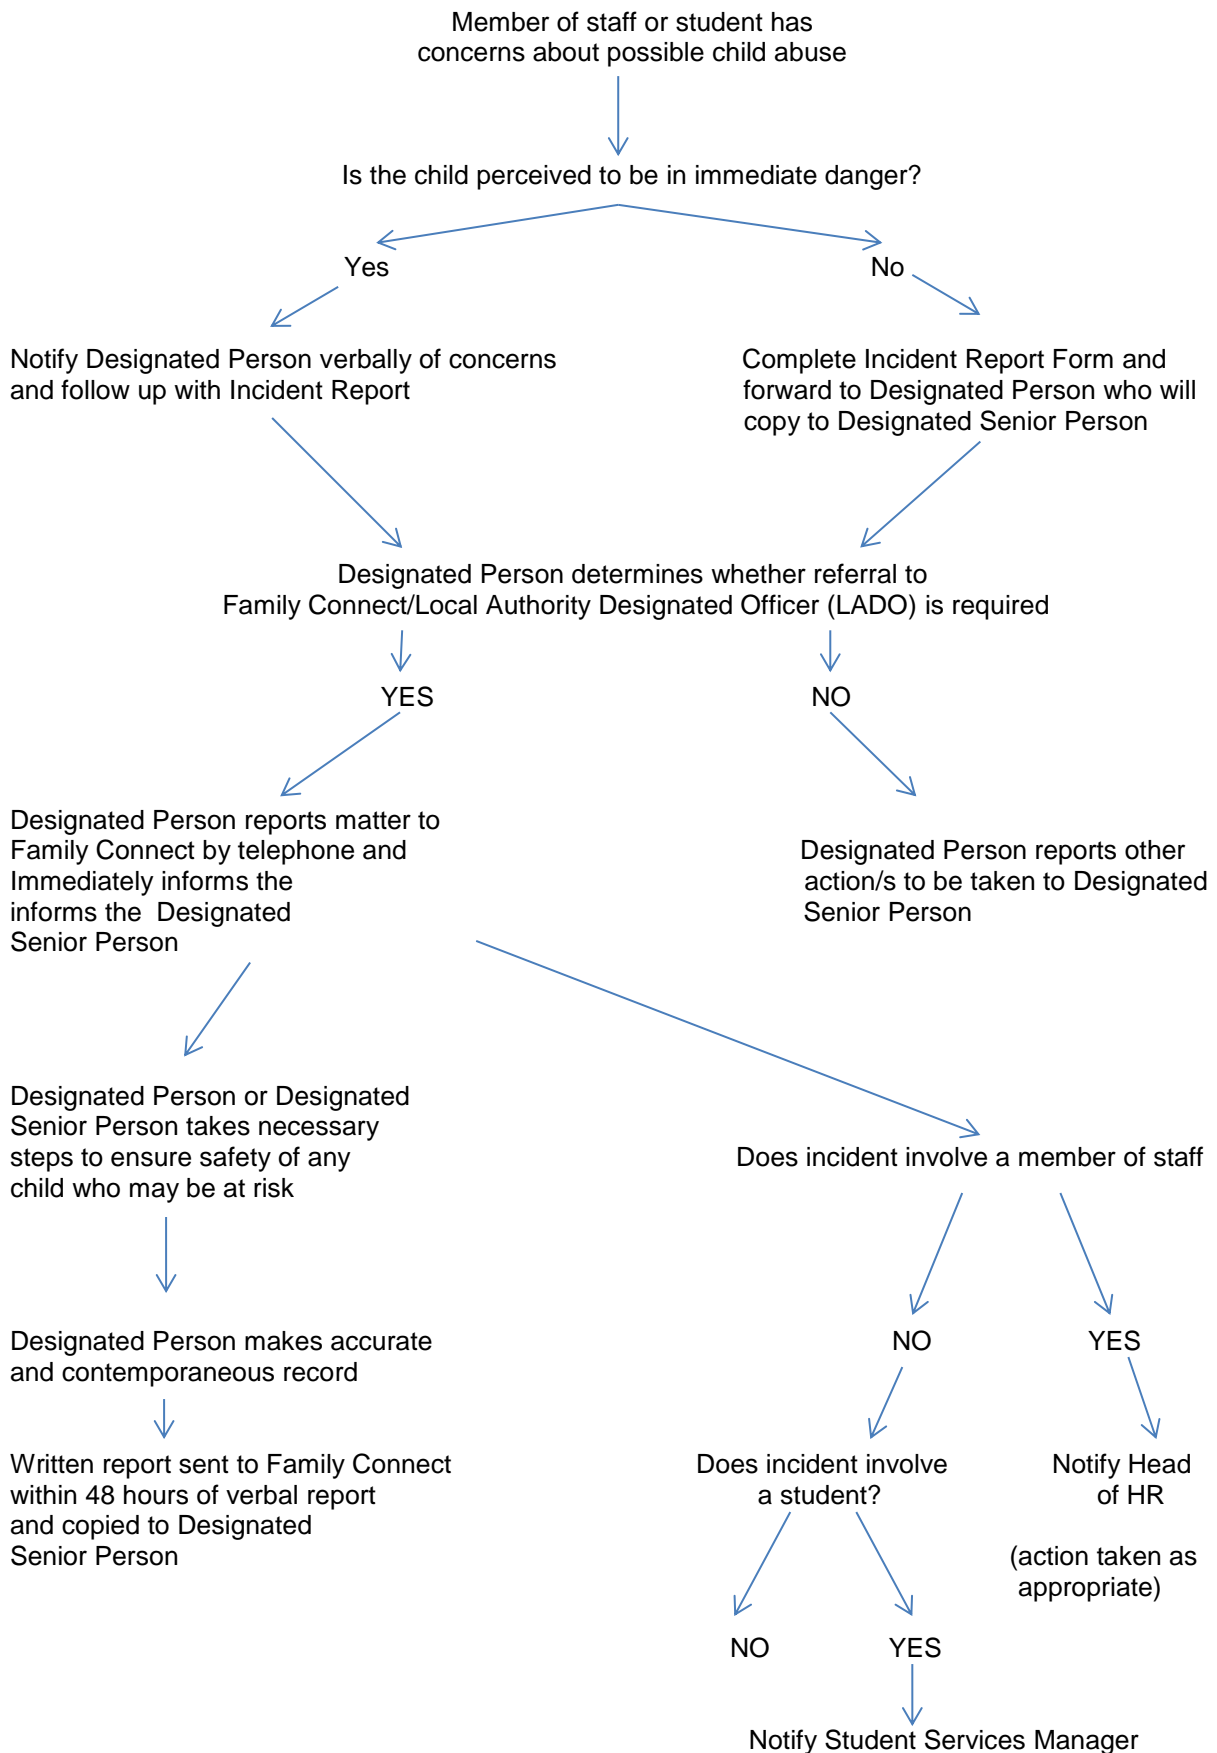 Member of staff or student has
concerns about possible child abuse
Is the child perceived to be in immediate danger?
Yes
No
Notify Designated Person verbally of concerns
and follow up with Incident Report
Complete Incident Report Form and
forward to Designated Person who will
copy to Designated Senior Person
Designated Person determines whether referral to
Family Connect/Local Authority Designated Officer (LADO) is required
YES
NO
Designated Person reports matter to
Family Connect by telephone and
Immediately informs the
informs the Designated
Senior Person
Designated Person reports other
action/s to be taken to Designated
Senior Person
Designated Person or Designated
Senior Person takes necessary
steps to ensure safety of any
child who may be at risk
Does incident involve a member of staff
Designated Person makes accurate
and contemporaneous record
NO
YES
Written report sent to Family Connect
within 48 hours of verbal report
and copied to Designated
Senior Person
Does incident involve
a student?
Notify Head
of HR
(action taken as
appropriate)
NO
YES
Notify Student Services Manager